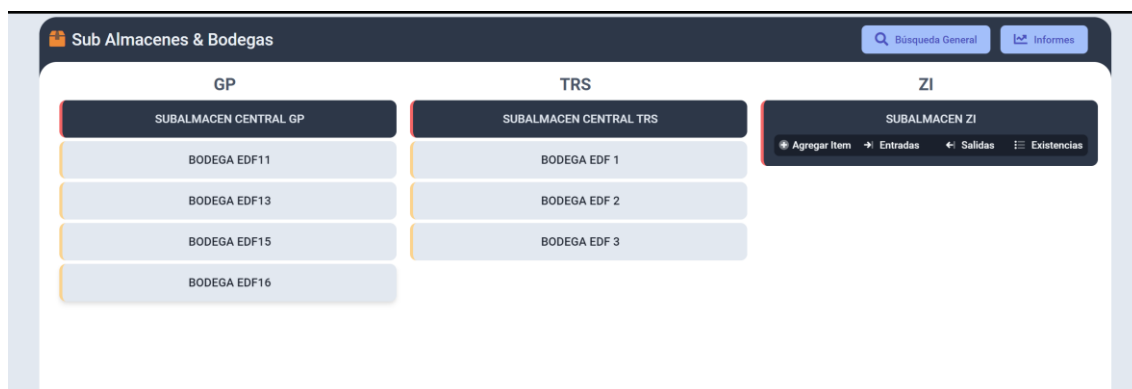 Sub Almacenes & Bodegas
Búsqueda General
Informes
GP
SUBALMACEN CENTRAL GP
BODEGA EDF11
BODEGA EDF13
BODEGA EDF15
BODEGA EDF16
TRS
SUBALMACEN CENTRAL TRS
BODEGA EDF 1
BODEGA EDF 2
BODEGA EDF 3
ZI
SUBALMACEN ZI
Agregar Item Entradas Salidas Existencias